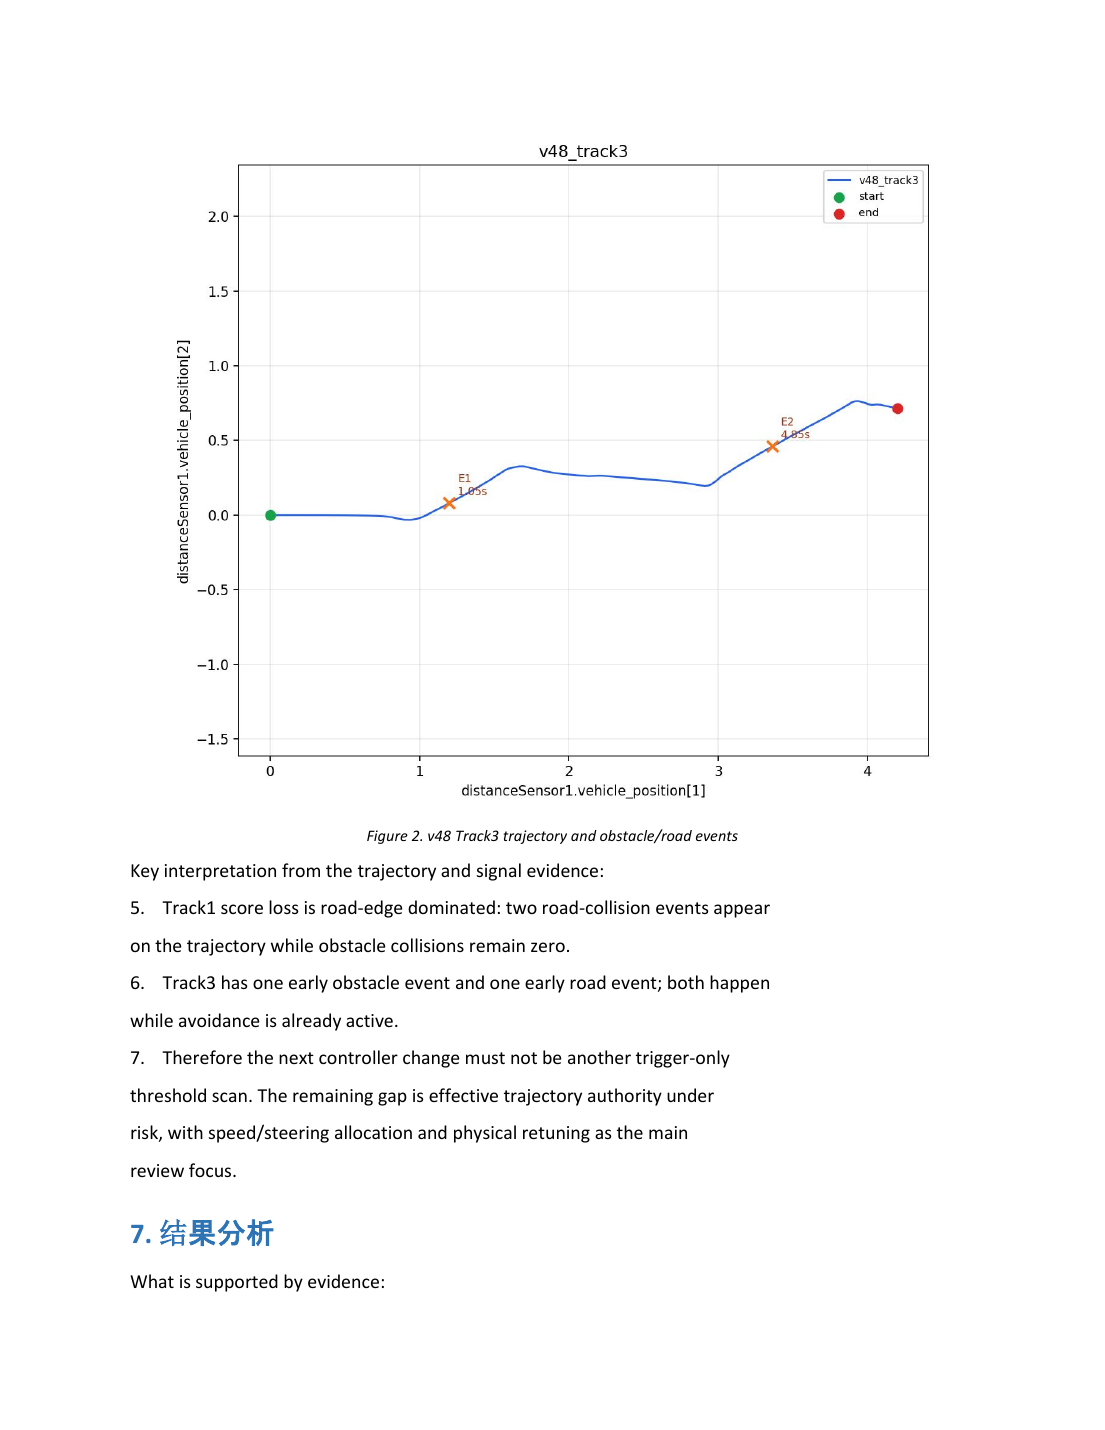 v48_track3
v48_track3
start
end
2.0
1.5
1.0
0.5
0.0
−0.5
−1.0
−1.5
distanceSensor1.vehicle_position[2]
E1
1.05s
E2
4.85s
0 1 2 3 4
distanceSensor1.vehicle_position[1]
Figure 2. v48 Track3 trajectory and obstacle/road events
Key interpretation from the trajectory and signal evidence:
5. Track1 score loss is road-edge dominated: two road-collision events appear
on the trajectory while obstacle collisions remain zero.
6. Track3 has one early obstacle event and one early road event; both happen
while avoidance is already active.
7. Therefore the next controller change must not be another trigger-only
threshold scan. The remaining gap is effective trajectory authority under
risk, with speed/steering allocation and physical retuning as the main
review focus.
7. 结果分析
What is supported by evidence: